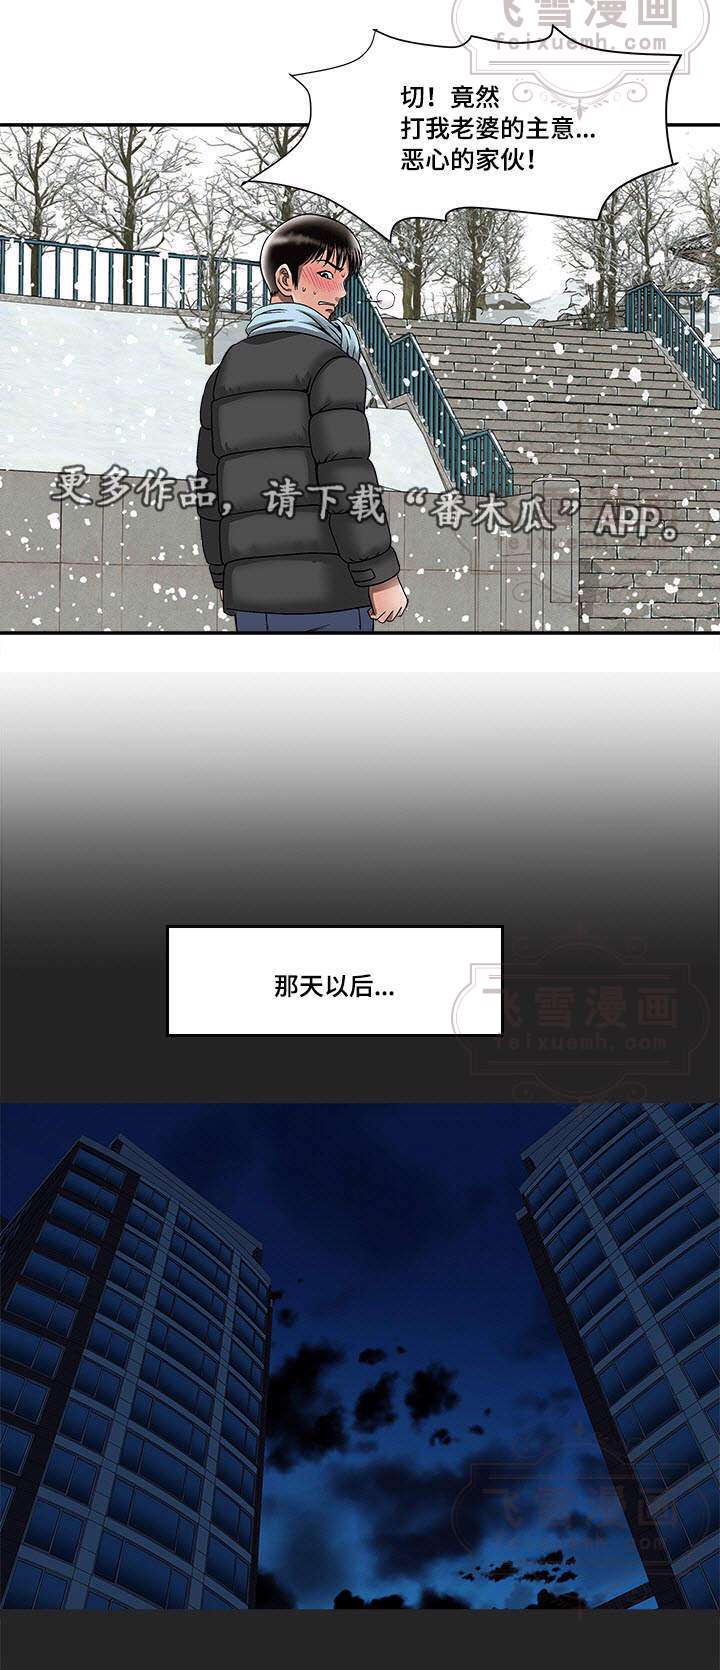 飞雪漫画
feixuemh.com
切！竟然
打我老婆的主意...
恶心的家伙！
更多作品，请下载“番木瓜”APP。
那天以后...
飞雪漫画
feixuemh.com
飞雪漫画
feixuemh.com